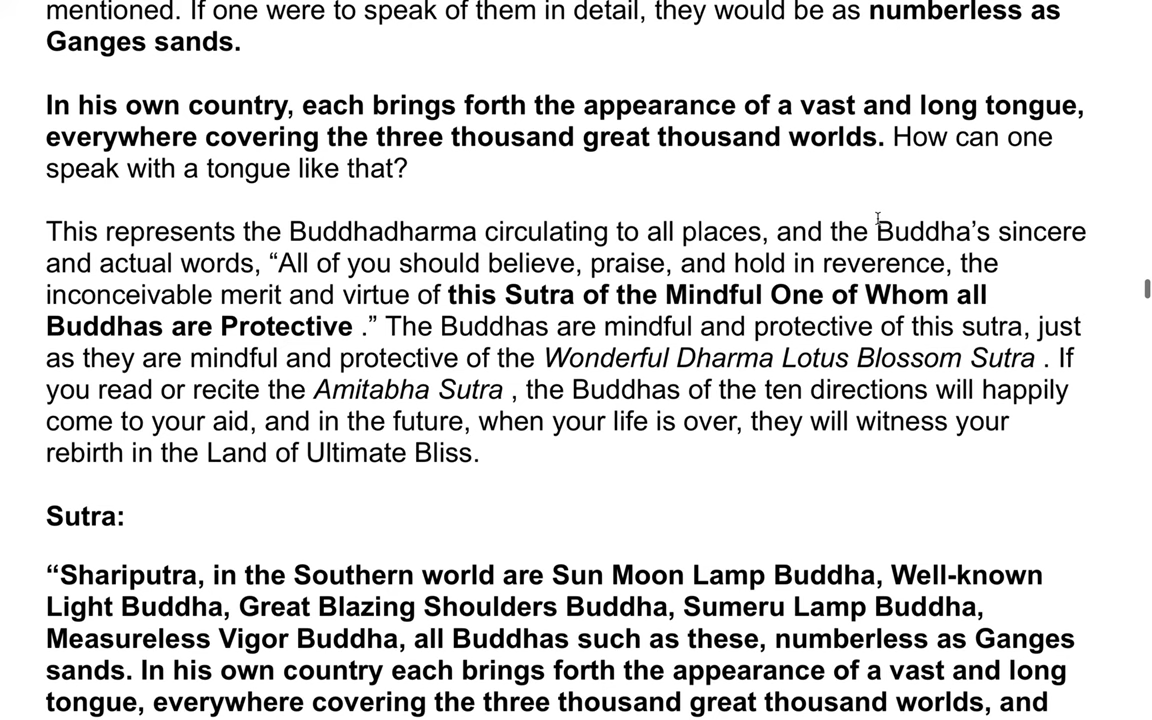 mentioned. If one were to speak of them in detail, they would be as numberless as
Ganges sands.
In his own country, each brings forth the appearance of a vast and long tongue,
everywhere covering the three thousand great thousand worlds. How can one
speak with a tongue like that?
This represents the Buddhadharma circulating to all places, and the Buddha’s sincere
and actual words, “All of you should believe, praise, and hold in reverence, the
inconceivable merit and virtue of this Sutra of the Mindful One of Whom all
Buddhas are Protective .” The Buddhas are mindful and protective of this sutra, just
as they are mindful and protective of the Wonderful Dharma Lotus Blossom Sutra . If
you read or recite the Amitabha Sutra , the Buddhas of the ten directions will happily
come to your aid, and in the future, when your life is over, they will witness your
rebirth in the Land of Ultimate Bliss.
Sutra:
“Shariputra, in the Southern world are Sun Moon Lamp Buddha, Well-known
Light Buddha, Great Blazing Shoulders Buddha, Sumeru Lamp Buddha,
Measureless Vigor Buddha, all Buddhas such as these, numberless as Ganges
sands. In his own country each brings forth the appearance of a vast and long
tongue, everywhere covering the three thousand great thousand worlds, and